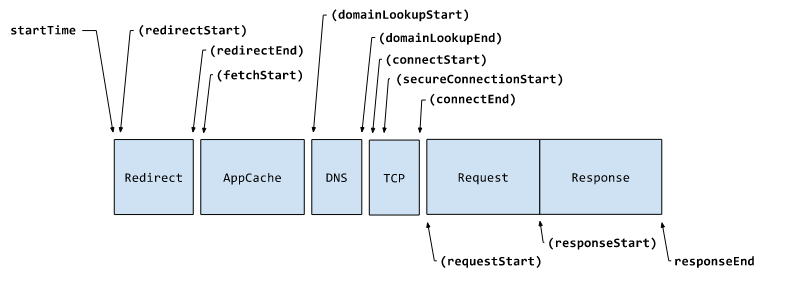 startTime
(redirectStart)
(redirectEnd)
(fetchStart)
(domainLookupStart)
(domainLookupEnd)
(connectStart)
(secureConnectionStart)
(connectEnd)
Redirect
AppCache
DNS
TCP
Request
Response
(requestStart)
(responseStart)
responseEnd